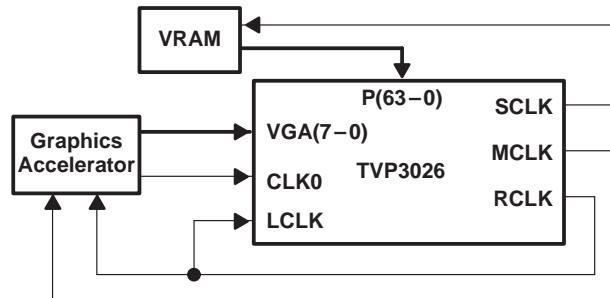 VRAM
P(63–0)
SCLK
Graphics
Accelerator
VGA(7–0)
MCLK
TVP3026
CLK0
RCLK
LCLK